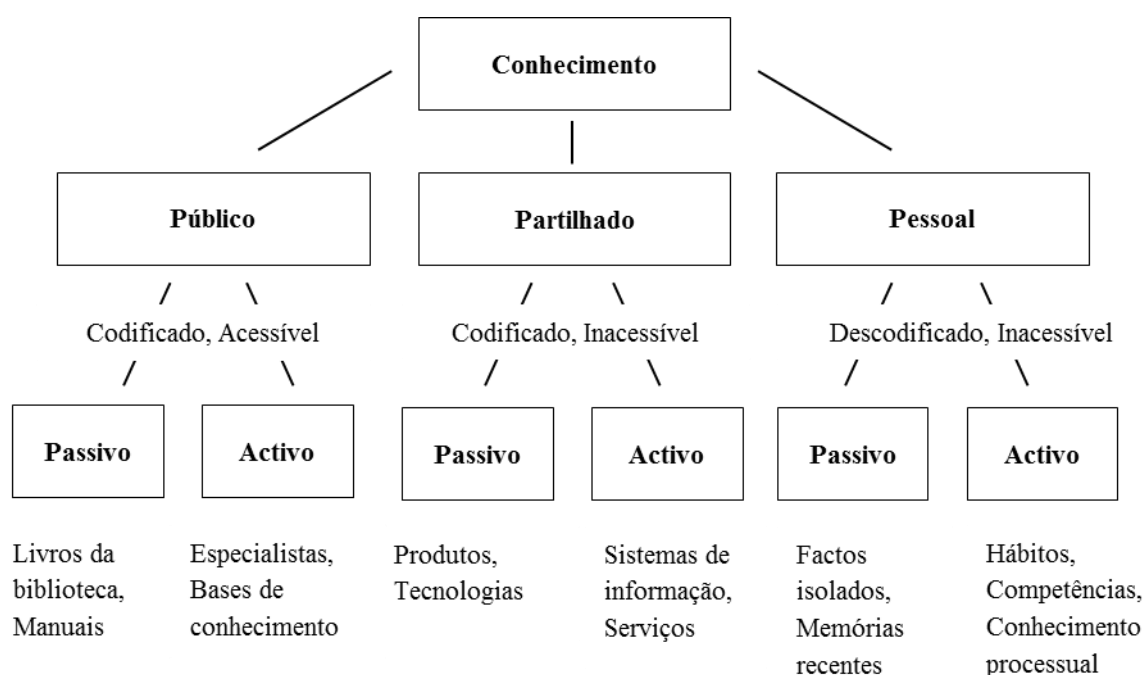 Conhecimento
Público
Partilhado
Pessoal
Codificado, Acessível
Codificado, Inacessível
Descodificado, Inacessível
Passivo
Activo
Passivo
Activo
Passivo
Activo
Livros da
biblioteca,
Manuais
Especialistas,
Bases de
conhecimento
Produtos,
Tecnologias
Sistemas de
informação,
Serviços
Factos
isolados,
Memórias
recentes
Hábitos,
Competências,
Conhecimento
processual